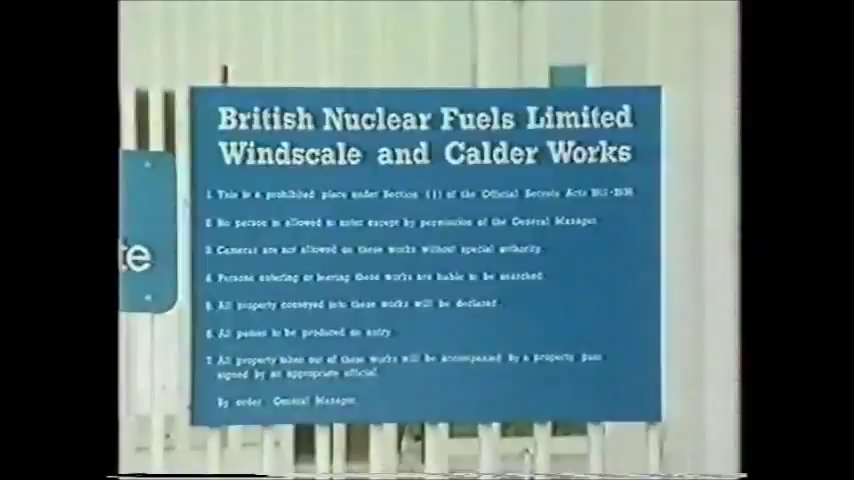 British Nuclear Fuels Limited
Windscale and Calder Works
1. This is a prohibited place under Section (1) of the Official Secrets Acts 1911-1939
2. No person is allowed to enter except by permission of the General Manager.
3. Cameras are not allowed on these works without special authority.
4. Persons entering or leaving these works are liable to be searched.
5. All property conveyed into these works will be declared.
6. All passes to be produced on entry.
7. All property taken out of these works will be accompanied by a property pass
signed by an appropriate official.
By order General Manager.
te